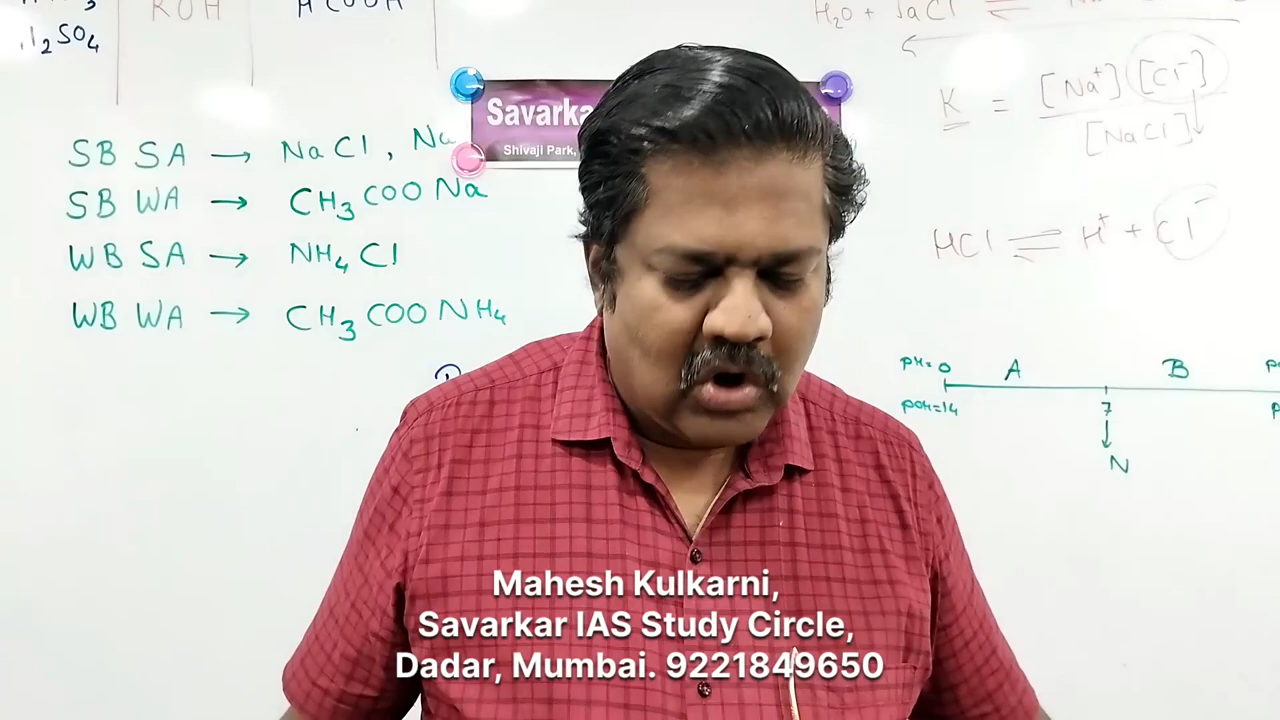 KOH
HCOOH
H₂O +
₂SO₄
K = [Na⁺] [Cl⁻]
[NaCl]
Savarka
Shivaji Park,
SB SA → NaCl, Na
SB WA → CH₃COONa
WB SA → NH₄Cl
WB WA → CH₃COONH₄
HCl ⇌ H⁺ + Cl⁻
pH=0 A B
pOH=14 7
N
Mahesh Kulkarni,
Savarkar IAS Study Circle,
Dadar, Mumbai. 9221849650